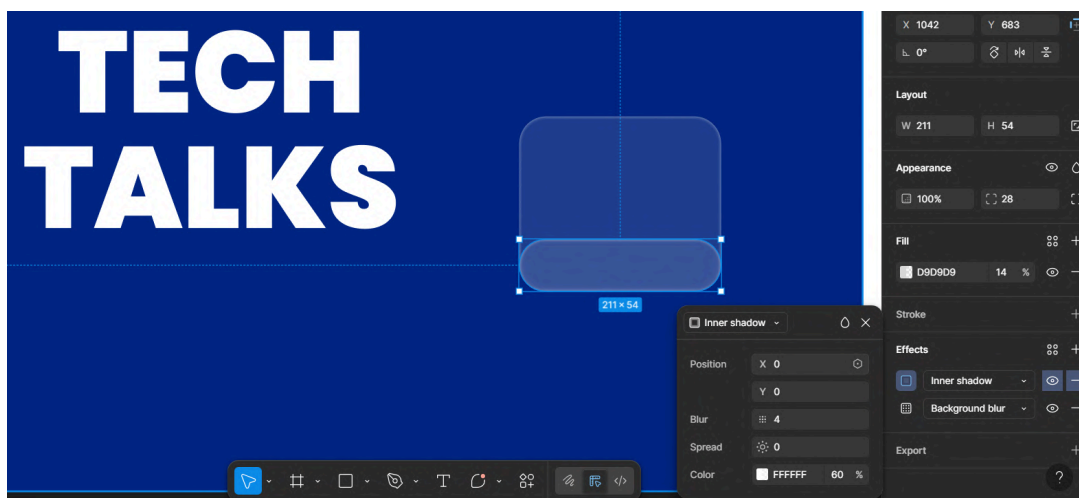 TECH
TALKS
211 × 54
X 1042 Y 683
0°
Layout
W 211 H 54
Appearance
100% 28
Fill
D9D9D9 14 %
Stroke
Effects
Inner shadow
Background blur
Export
?
Inner shadow
Position X 0
Y 0
Blur 4
Spread 0
Color FFFFFF 60 %